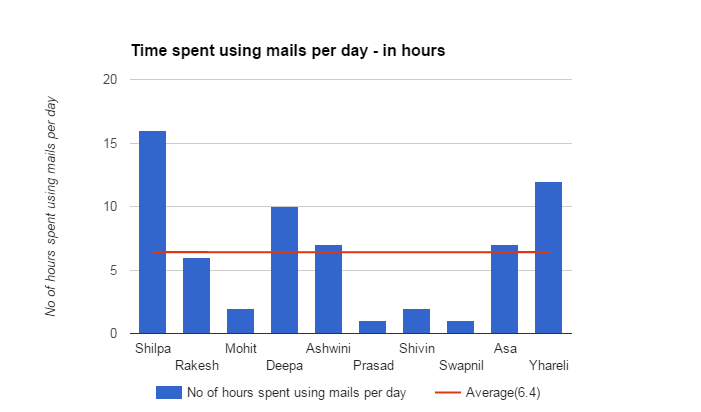 Time spent using mails per day - in hours
No of hours spent using mails per day
20
15
10
5
0
Shilpa
Rakesh
Mohit
Deepa
Ashwini
Prasad
Shivin
Swapnil
Asa
Yhareli
No of hours spent using mails per day
Average(6.4)